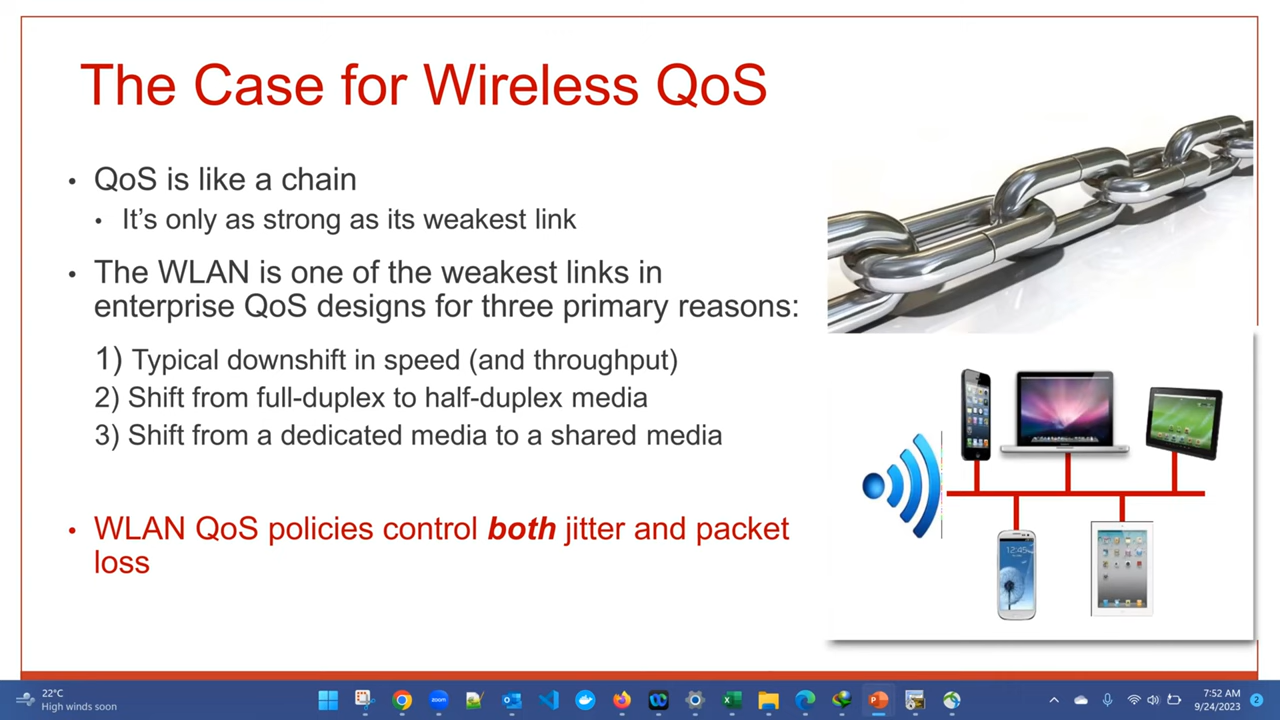 The Case for Wireless QoS
• QoS is like a chain
• It's only as strong as its weakest link
• The WLAN is one of the weakest links in
enterprise QoS designs for three primary reasons:
1) Typical downshift in speed (and throughput)
2) Shift from full-duplex to half-duplex media
3) Shift from a dedicated media to a shared media
• WLAN QoS policies control both jitter and packet
loss
12:45
22°C
High winds soon
zoom
7:52 AM
9/24/2023
2